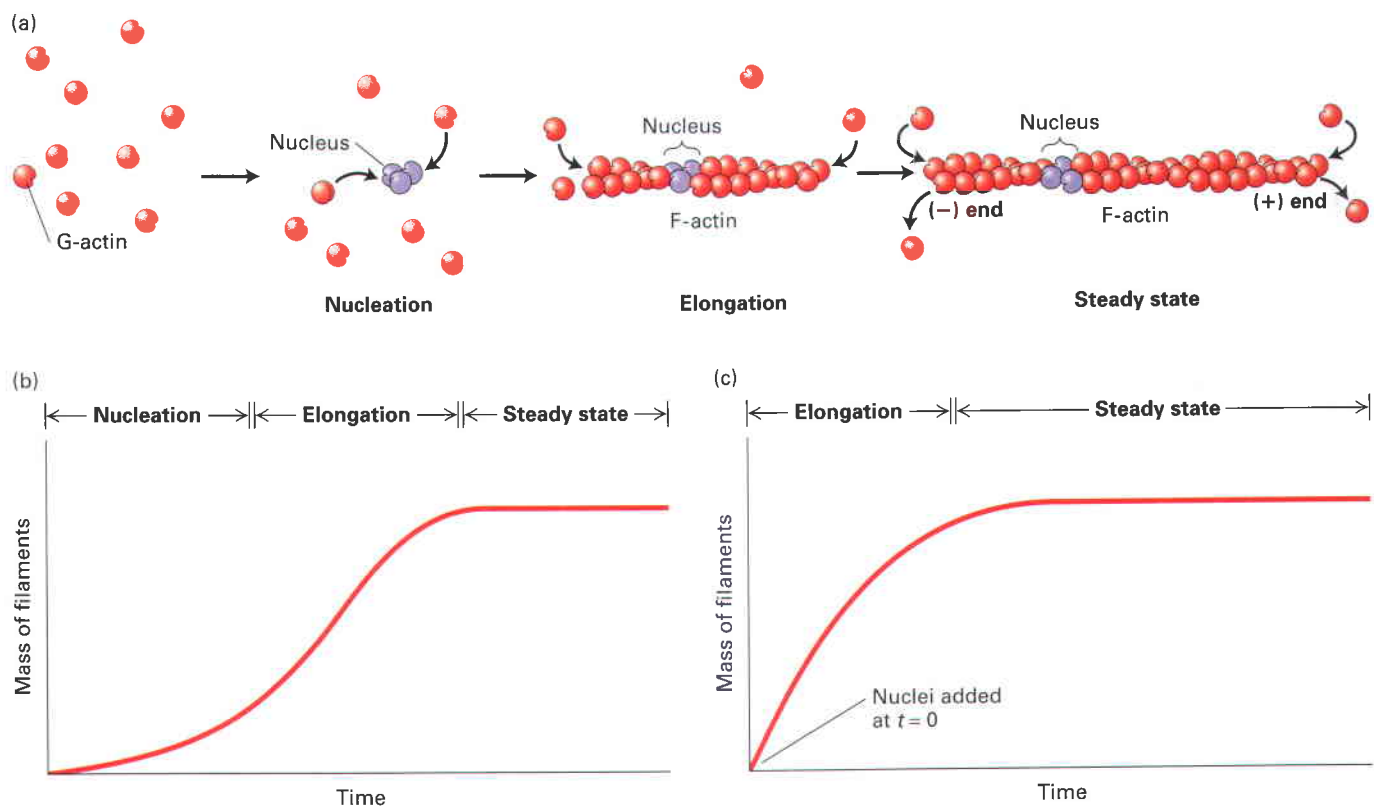 (a)
G-actin
Nucleus
Nucleation
Nucleus
F-actin
Elongation
Nucleus
(−) end
F-actin
(+) end
Steady state
(b)
Nucleation
Elongation
Steady state
Mass of filaments
Time
(c)
Elongation
Steady state
Mass of filaments
Nuclei added
at t = 0
Time